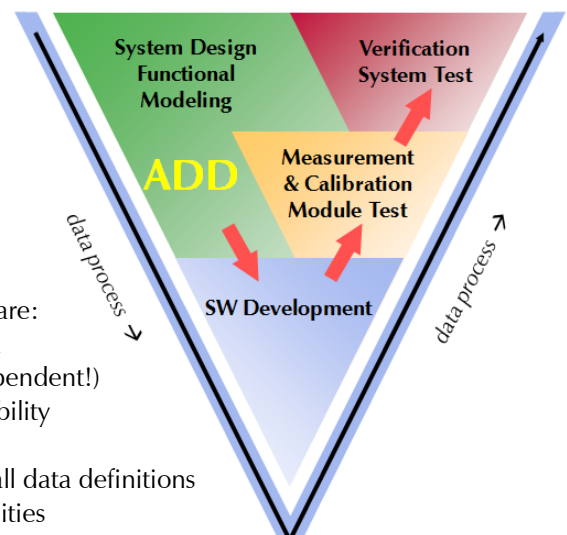 System Design
Functional
Modeling
Verification
System Test
ADD
Measurement
& Calibration
Module Test
SW Development
data process
data process
are:
pendent!)
bility
all data definitions
ities